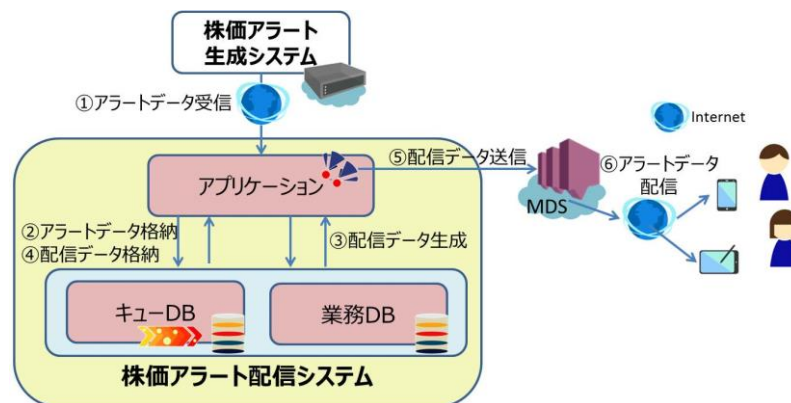 株価アラート
生成システム
①アラートデータ受信
Internet
⑤配信データ送信
⑥アラートデータ
配信
アプリケーション
MDS
②アラートデータ格納
④配信データ格納
③配信データ生成
キューDB
業務DB
株価アラート配信システム